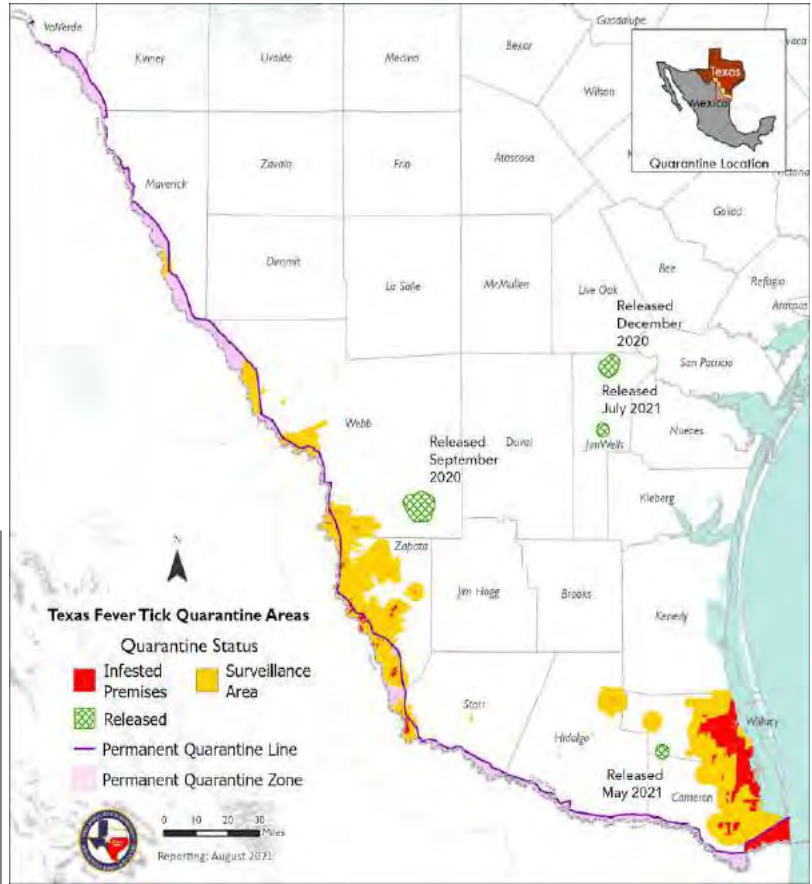 ValVerde
Kinney
Uvalde
Medina
Bexar
Guadalupe
Wilson
Texas
Mexico
Quarantine Location
Maverick
Zavala
Frio
Atascosa
Goliad
Dimmit
La Salle
McMullen
Live Oak
Bee
Refugio
Aransas
Released
December
2020
San Patricio
Released
July 2021
Webb
Duval
Jim Wells
Nueces
Released
September
2020
Kleberg
N
Zapata
Jim Hogg
Brooks
Kenedy
Texas Fever Tick Quarantine Areas
Quarantine Status
Infested
Premises
Surveillance
Area
Released
Permanent Quarantine Line
Permanent Quarantine Zone
Starr
Hidalgo
Willacy
Released
May 2021
Cameron
0 10 20 30
Miles
Reporting: August 2021